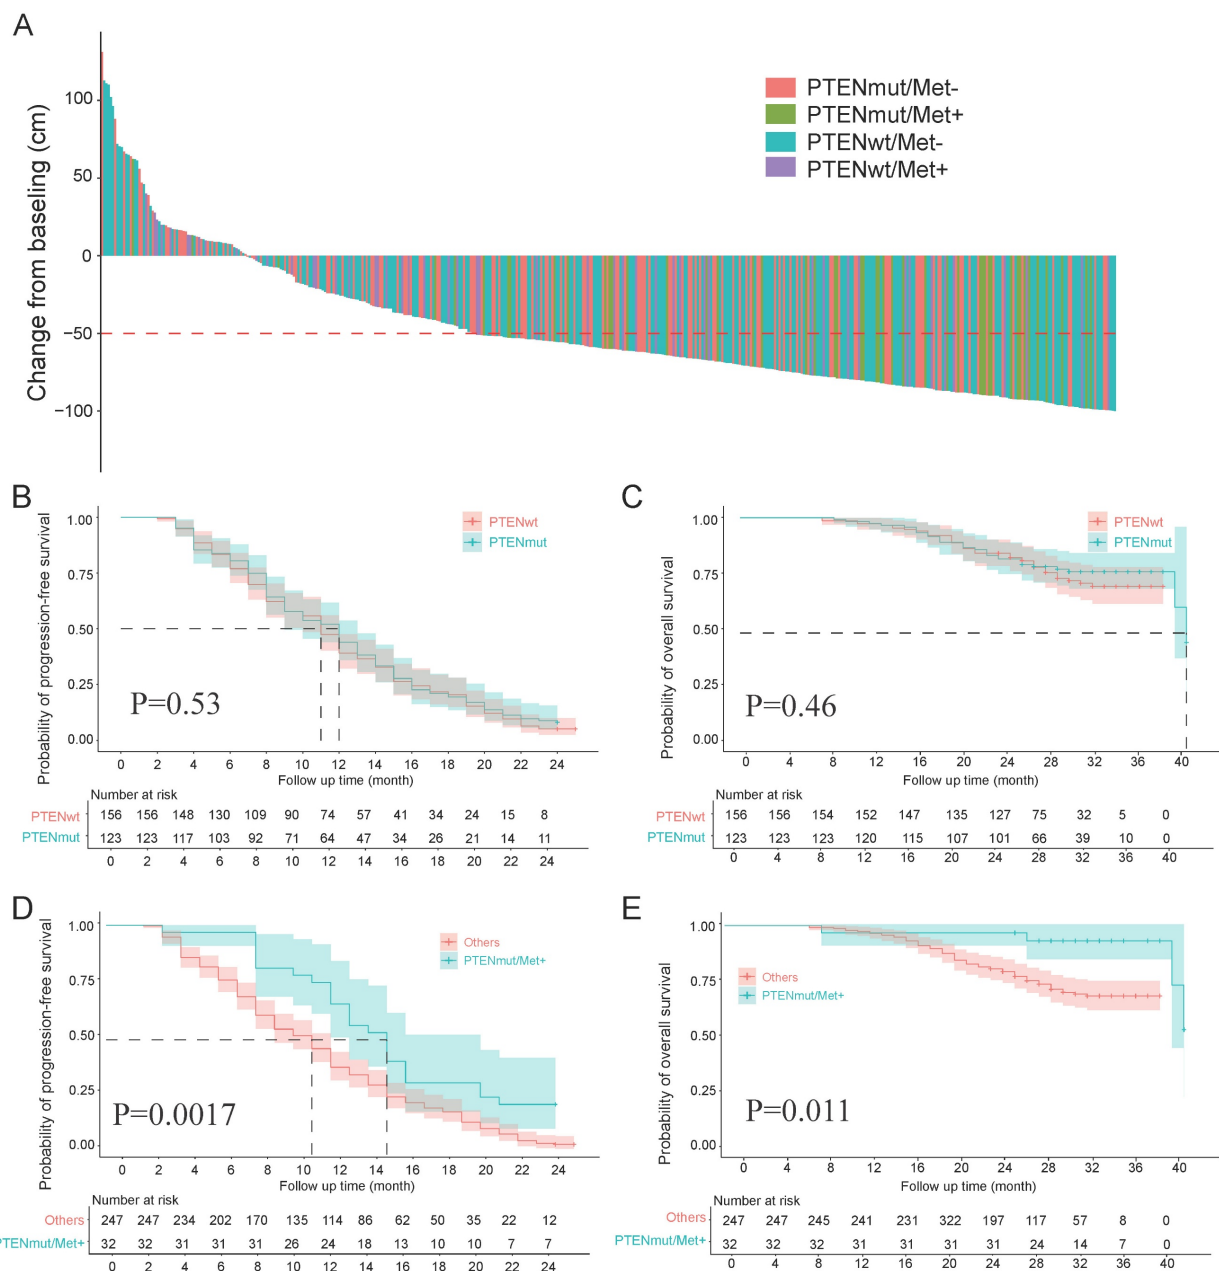 A
Change from baseling (cm)
100
50
0
−50
−100
PTENmut/Met-
PTENmut/Met+
PTENwt/Met-
PTENwt/Met+
B
Probability of progression-free survival
1.00
0.75
0.50
0.25
0.00
PTENwt
PTENmut
P=0.53
0 2 4 6 8 10 12 14 16 18 20 22 24
Follow up time (month)
Number at risk
PTENwt 156 156 148 130 109 90 74 57 41 34 24 15 8
PTENmut 123 123 117 103 92 71 64 47 34 26 21 14 11
0 2 4 6 8 10 12 14 16 18 20 22 24
C
Probability of overall survival
1.00
0.75
0.50
0.25
0.00
PTENwt
PTENmut
P=0.46
0 4 8 12 16 20 24 28 32 36 40
Follow up time (month)
Number at risk
PTENwt 156 156 154 152 147 135 127 75 32 5 0
PTENmut 123 123 123 120 115 107 101 66 39 10 0
0 4 8 12 16 20 24 28 32 36 40
D
Probability of progression-free survival
1.00
0.75
0.50
0.25
0.00
Others
PTENmut/Met+
P=0.0017
0 2 4 6 8 10 12 14 16 18 20 22 24
Follow up time (month)
Number at risk
Others 247 247 234 202 170 135 114 86 62 50 35 22 12
PTENmut/Met+ 32 32 31 31 31 26 24 18 13 10 10 7 7
0 2 4 6 8 10 12 14 16 18 20 22 24
E
Probability of overall survival
1.00
0.75
0.50
0.25
0.00
Others
PTENmut/Met+
P=0.011
0 4 8 12 16 20 24 28 32 36 40
Follow up time (month)
Number at risk
Others 247 247 245 241 231 322 197 117 57 8 0
PTENmut/Met+ 32 32 32 31 31 31 31 24 14 7 0
0 4 8 12 16 20 24 28 32 36 40